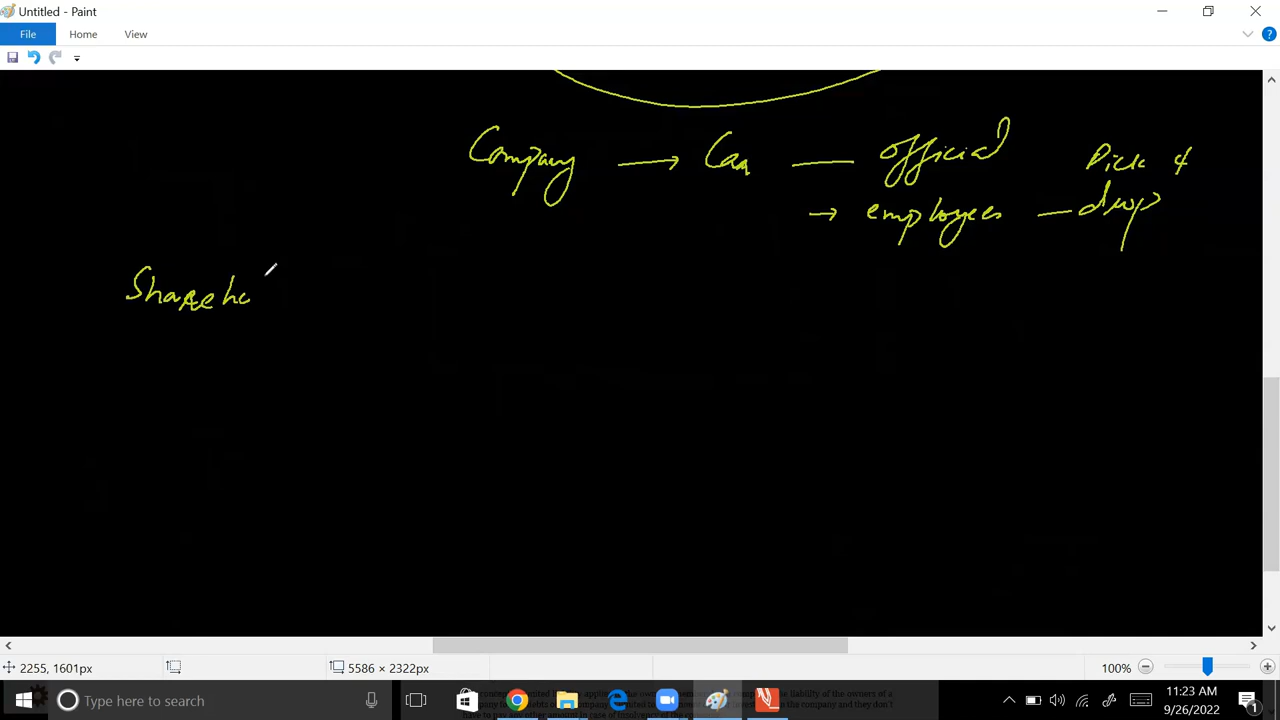 Untitled - Paint
File Home View
Company → Car — official Pick &
→ employees — drop
Shareho
2255, 1601px 5586 × 2322px 100%
Type here to search
11:23 AM
9/26/2022